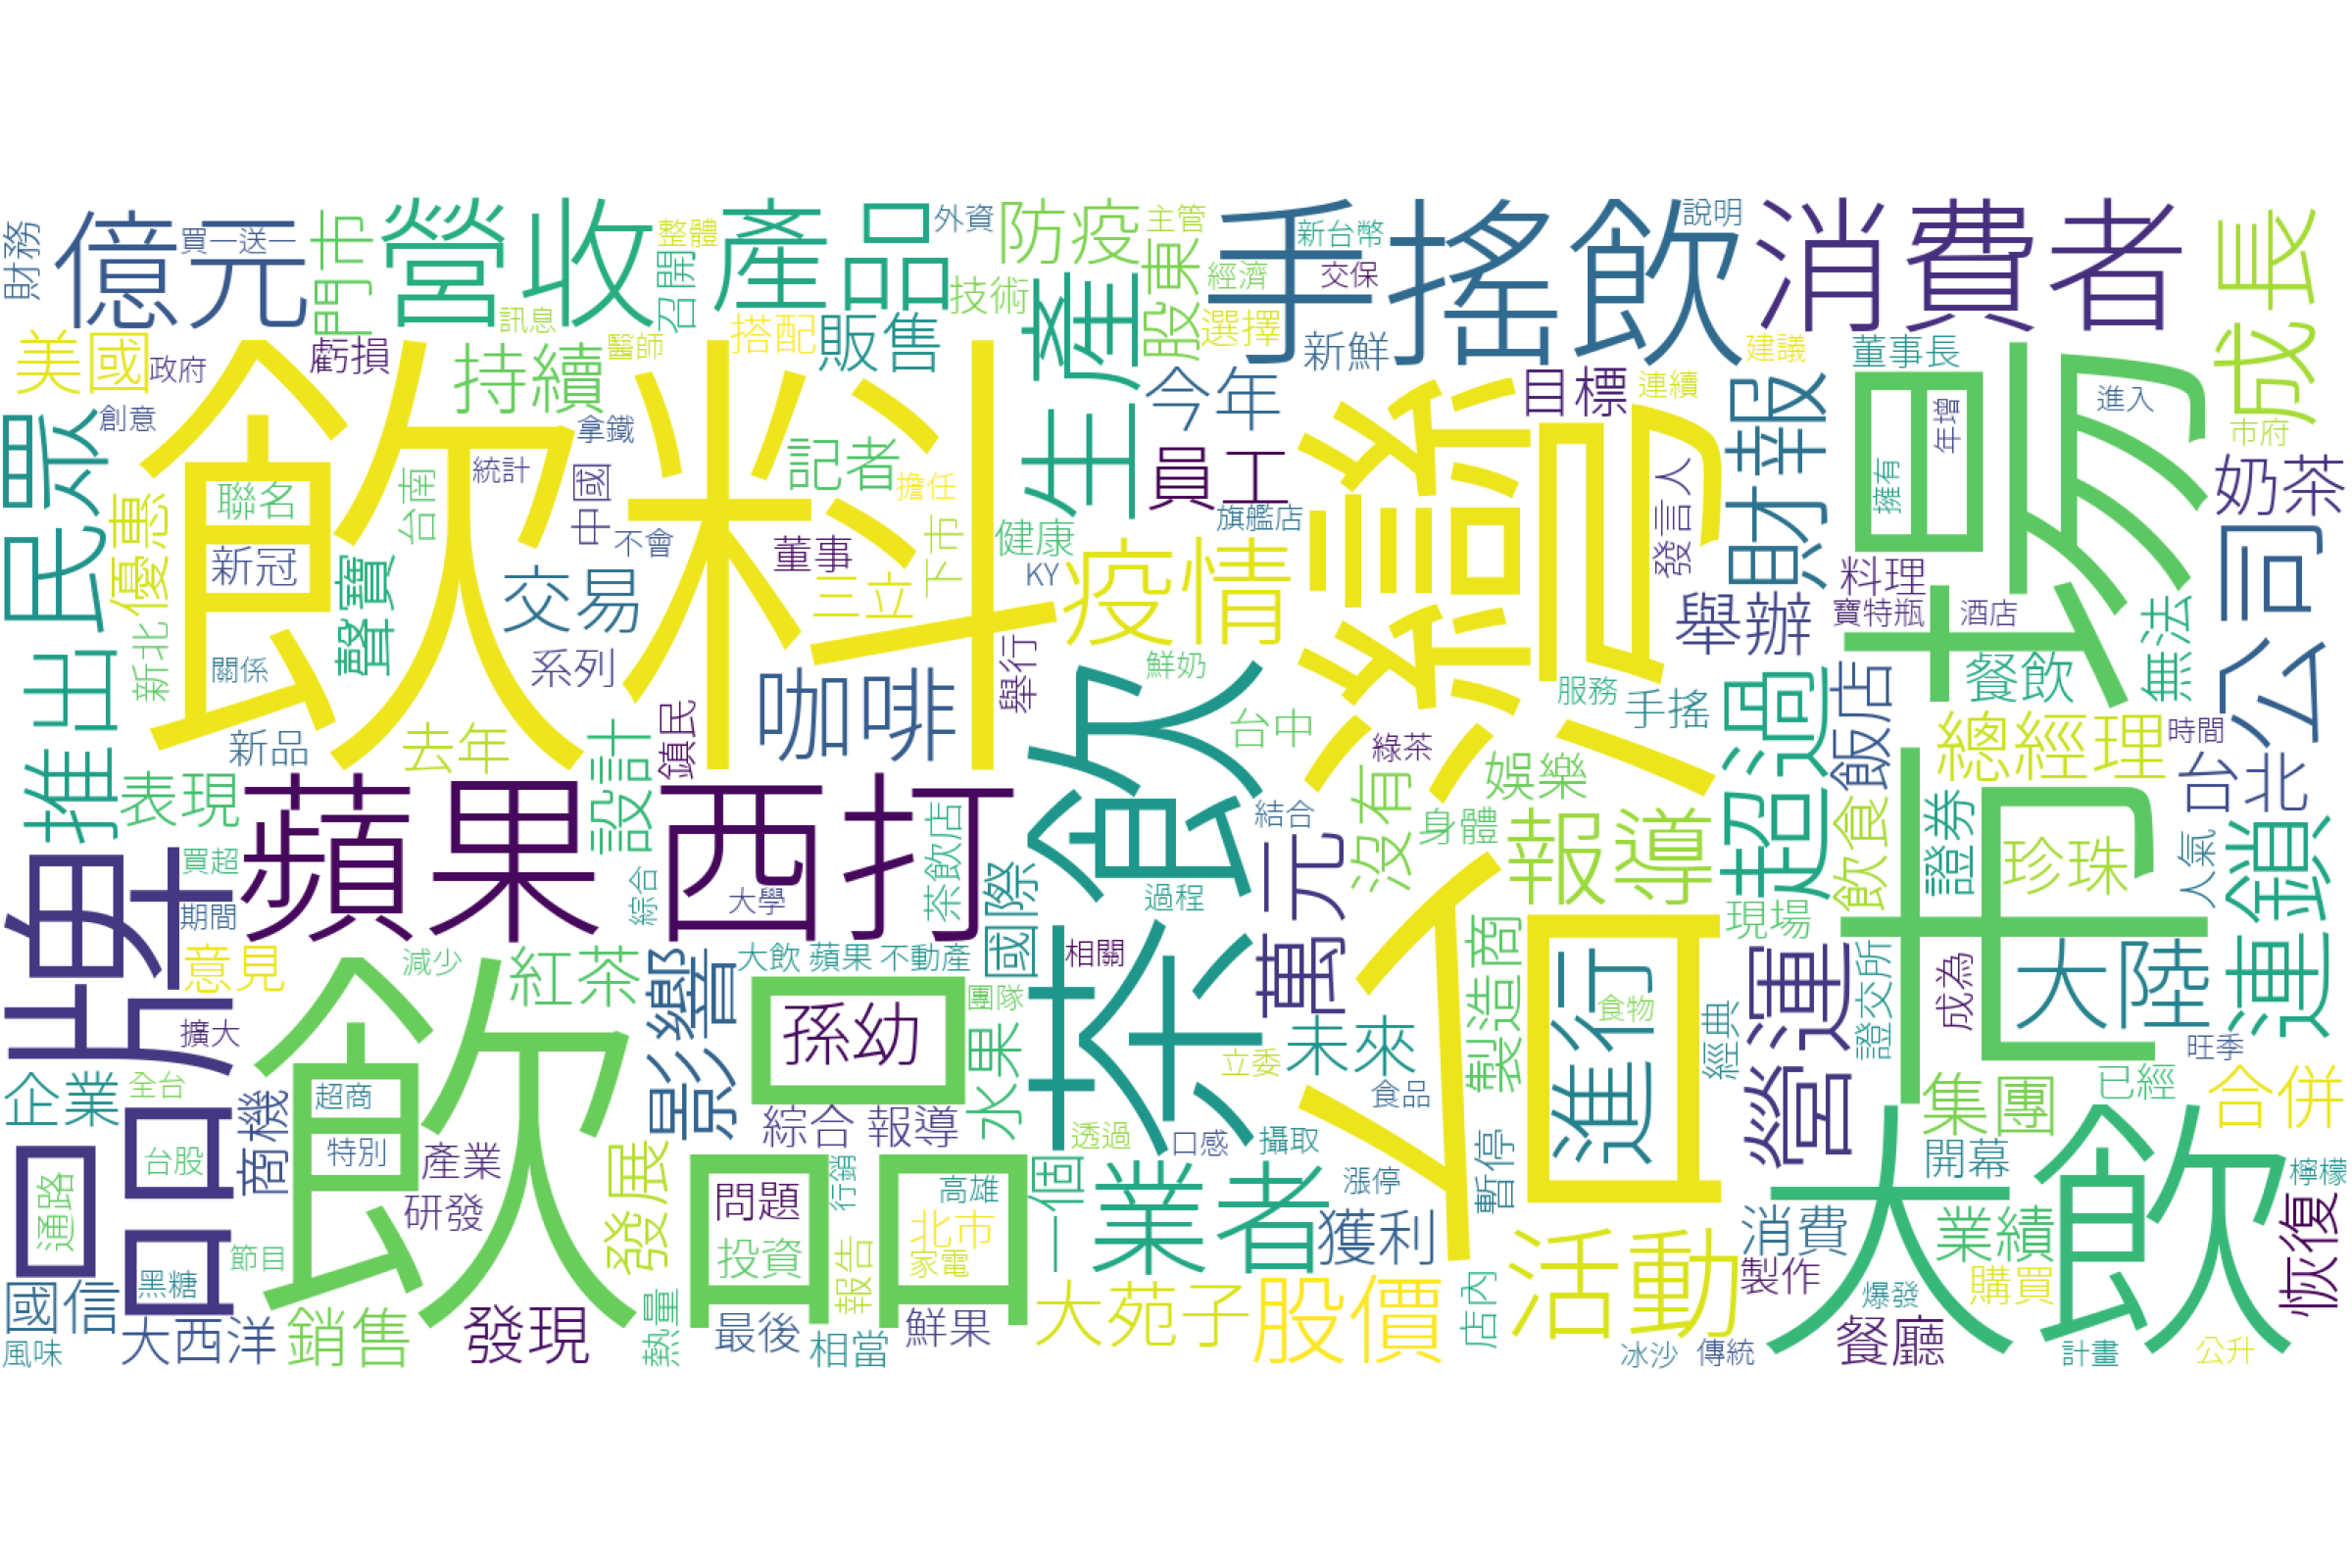 財務
億元
買一送一
門市
營收
整體
產品
外資
防疫
主管
手搖飲
新台幣
說明
消費者
成長
美國
政府
虧損
訊息
持續
召開
醫師
搭配
販售
技術
生產
股東
經濟
選擇
交保
新鮮
建議
董事長
市場
民眾
創意
飲料
拿鐵
記者
今年
員工
目標
連續
台灣
財報
年增
進入
市府
擁有
奶茶
優惠
聯名
台南
統計
中國
不會
擔任
下市
健康
旗艦店
發言人
新冠
聲寶
交易
董事
三立
KY
疫情
料理
寶特瓶
酒店
公司
推出
新北
關係
系列
咖啡
舉行
鮮奶
服務
舉辦
手搖
飯店
餐飲
無法
新品
去年
設計
鎮民
茶飲
台中
綠茶
沒有
娛樂
超過
總經理
時間
台北
表現
蘋果西打
茶飲店
結合
身體
報導
飲食
證券
珍珠
人氣
連鎖
品牌
買超
期間
意見
減少
紅茶
綜合
大學
影響
大飲 蘋果
不動產
國際
過程
萬元
相關
製造商
現場
營運
證交所
成為
大陸
旺季
擴大
飲品
孫幼
團隊
水果
立委
未來
食品
進行
食物
經典
集團
已經
合併
企業
全台
超商
商機
台股
特別
產業
綜合 報導
透過
口感
攝取
暫停
開幕
檸檬
通路
研發
發展
問題
行銷
高雄
一個
業者
漲停
獲利
消費
業績
恢復
國信
黑糖
節目
投資
報告
北市
家電
大苑子
股價
店內
活動
製作
大飲
爆發
購買
風味
大西洋
銷售
發現
熱量
最後
相當
鮮果
冰沙
傳統
餐廳
計畫
公升